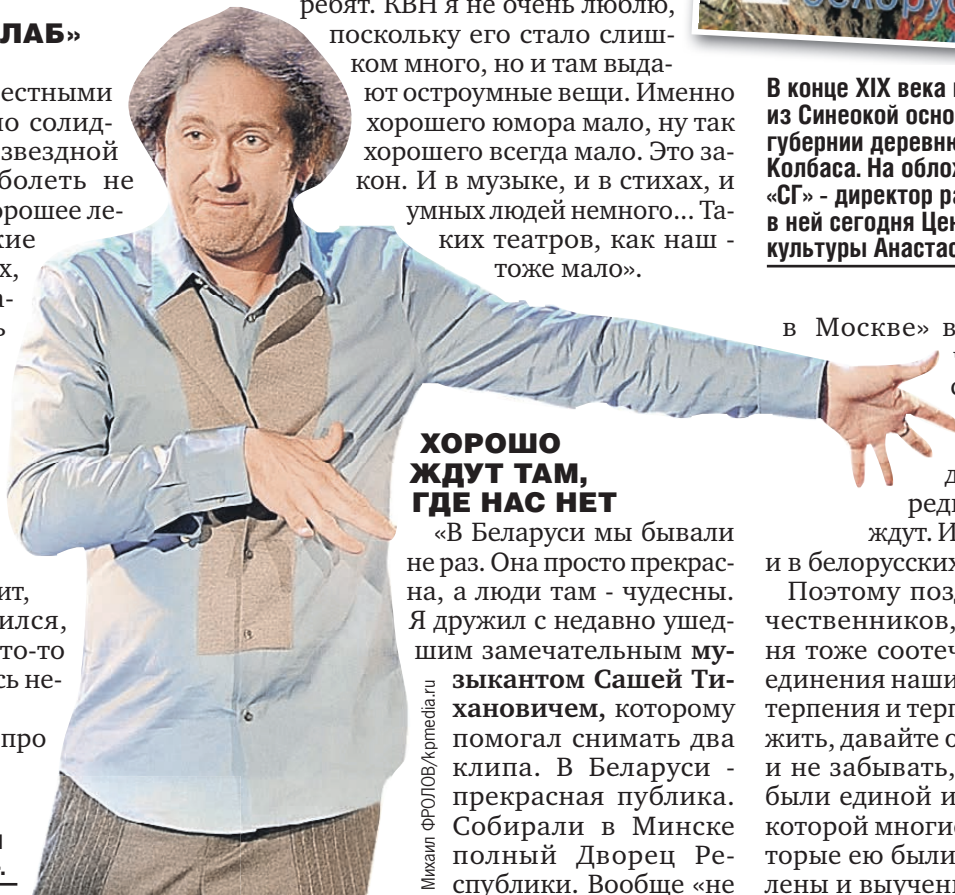 ЛАБ»
естными
но солид-
звездной
болеть не
орошее ле-
кие
х,
а-
ь
ит,
ился,
то-то
сь не-
про
ребят. КВН я не очень люблю,
поскольку его стало слиш-
ком много, но и там выда-
ют остроумные вещи. Именно
хорошего юмора мало, ну так
хорошего всегда мало. Это за-
кон. И в музыке, и в стихах, и
умных людей немного... Та-
ких театров, как наш -
тоже мало».
ХОРОШО
ЖДУТ ТАМ,
ГДЕ НАС НЕТ
«В Беларуси мы бывали
не раз. Она просто прекрас-
на, а люди там - чудесны.
Я дружил с недавно ушед-
шим замечательным му-
зыкантом Сашей Ти-
хановичем, которому
помогал снимать два
клипа. В Беларуси -
прекрасная публика.
Собирали в Минске
полный Дворец Ре-
спублики. Вообще «не
Михаил ФРОЛОВ/kpmedia.ru
В конце XIX века
из Синеокой осно
губернии деревню
Колбаса. На облож
«СГ» - директор ра
в ней сегодня Цен
культуры Анастас
в Москве» в
д
ред
ждут. И
и в белорусских
Поэтому позд
чественников,
ня тоже соотеч
единения наши
терпения и терп
жить, давайте о
и не забывать,
были единой и
которой многие
торые ею были
лены и выучен